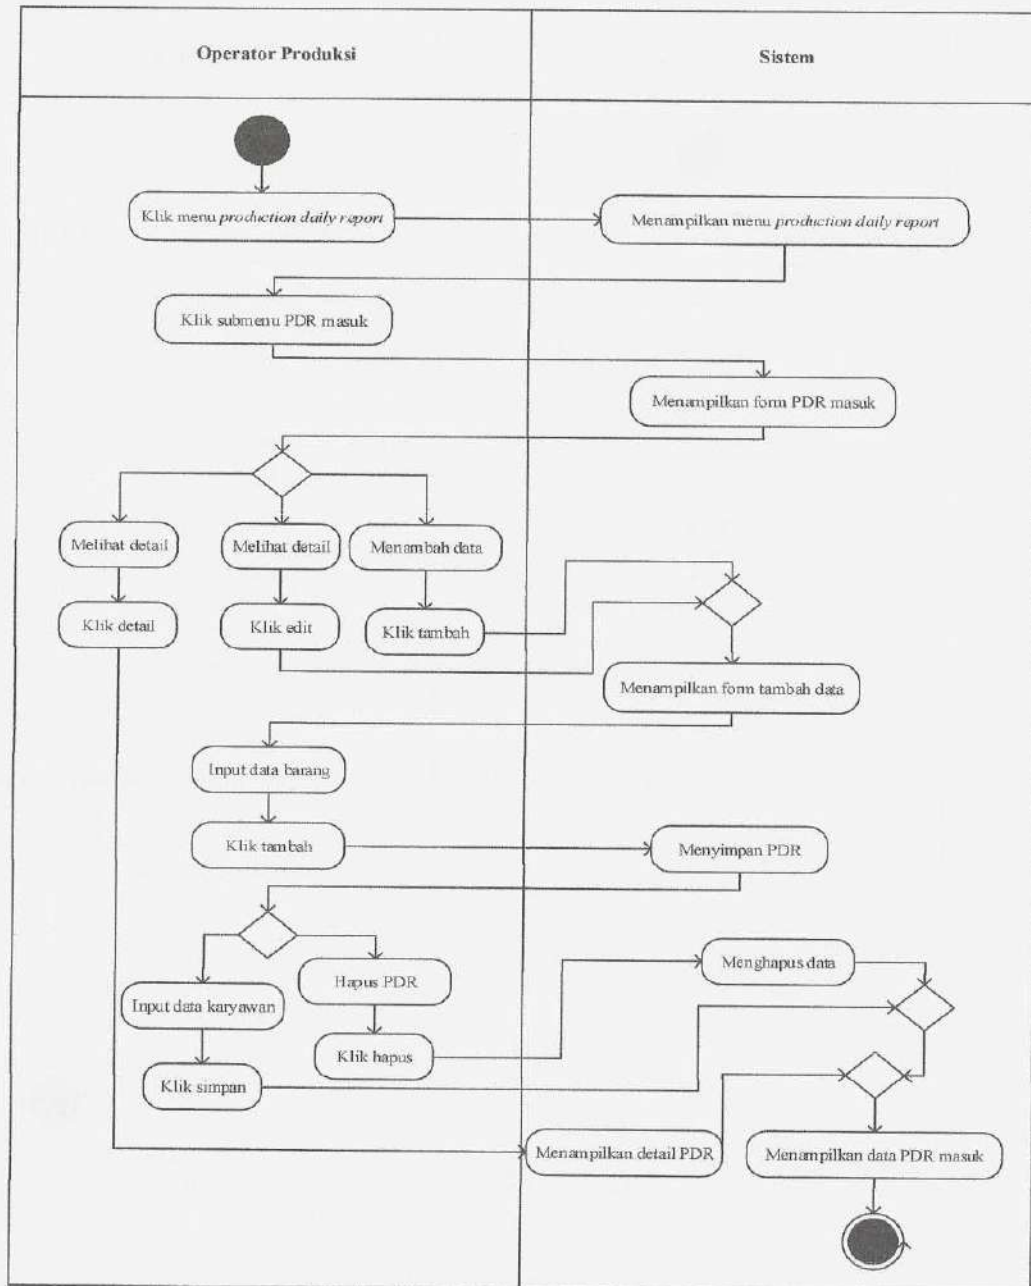 Operator Produksi
Sistem
Klik menu production daily report
Menampilkan menu production daily report
Klik submenu PDR masuk
Menampilkan form PDR masuk
Melihat detail
Melihat detail
Menambah data
Klik detail
Klik edit
Klik tambah
Menampilkan form tambah data
Input data barang
Klik tambah
Menyimpan PDR
Hapus PDR
Menghapus data
Input data karyawan
Klik hapus
Klik simpan
Menampilkan detail PDR
Menampilkan data PDR masuk